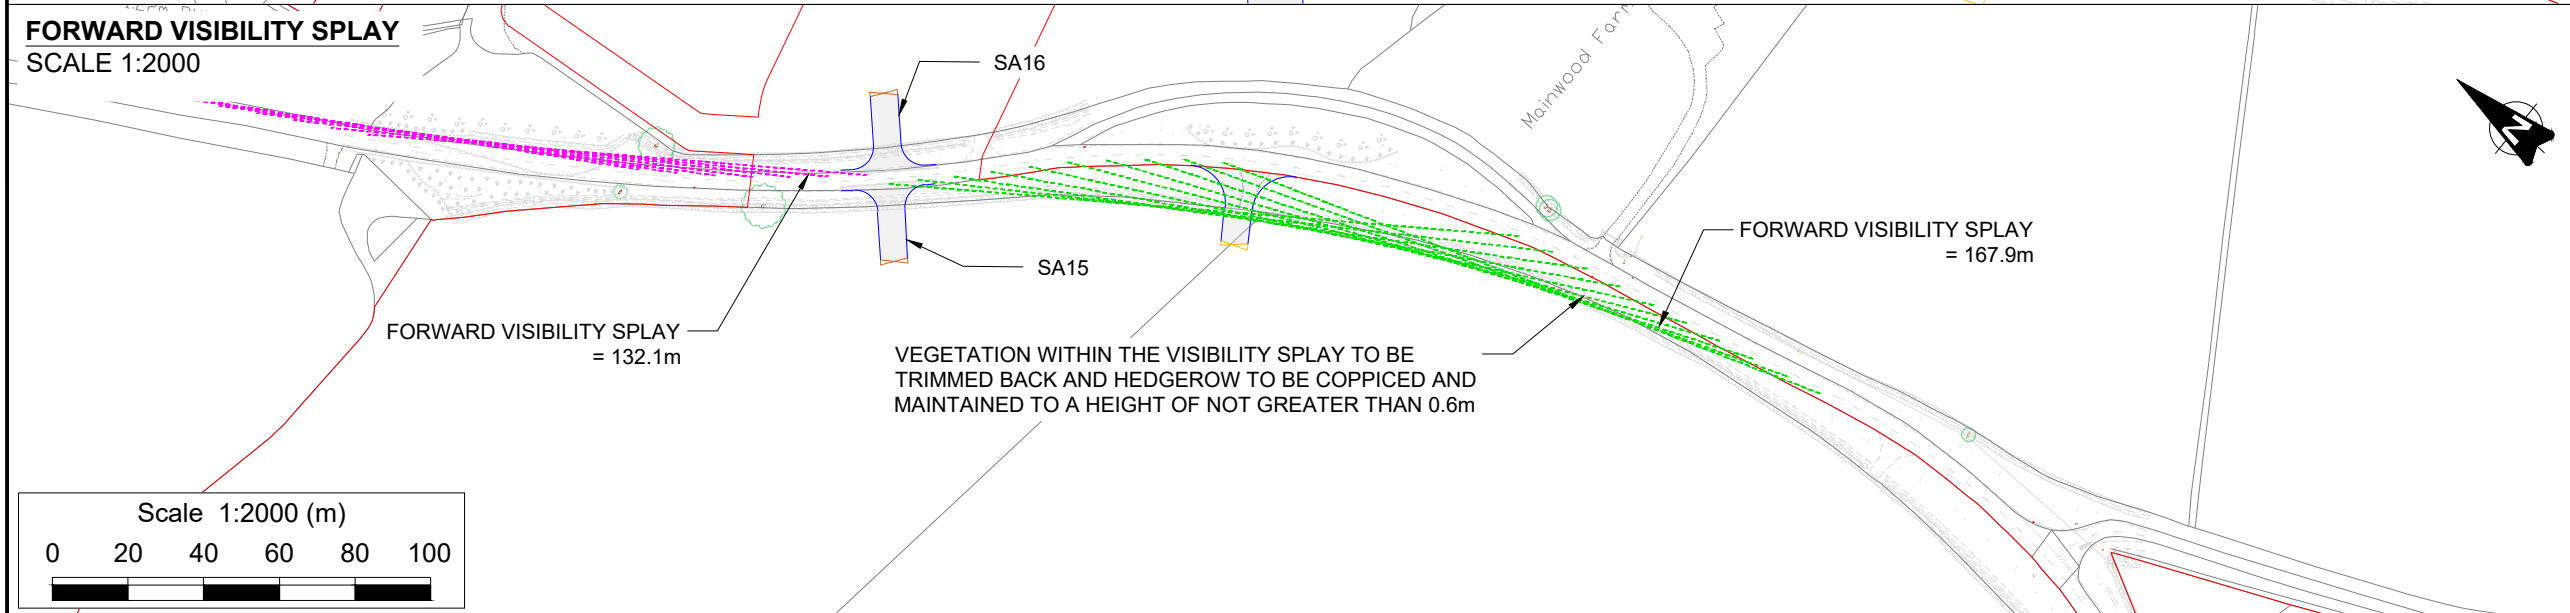 FORWARD VISIBILITY SPLAY
SCALE 1:2000
SA16
Mainwood Farm
N
FORWARD VISIBILITY SPLAY
= 167.9m
SA15
FORWARD VISIBILITY SPLAY
= 132.1m
VEGETATION WITHIN THE VISIBILITY SPLAY TO BE
TRIMMED BACK AND HEDGEROW TO BE COPPICED AND
MAINTAINED TO A HEIGHT OF NOT GREATER THAN 0.6m
Scale 1:2000 (m)
0 20 40 60 80 100